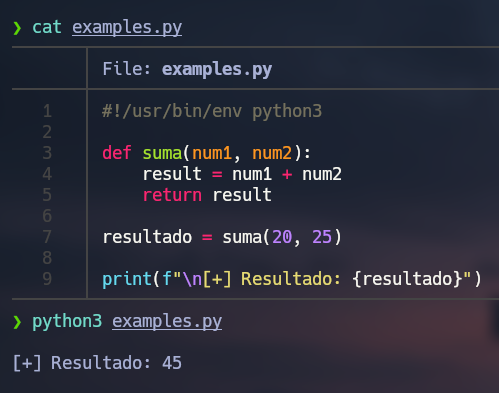 ❯ cat examples.py
File: examples.py
1 #!/usr/bin/env python3
2
3 def suma(num1, num2):
4     result = num1 + num2
5     return result
6
7 resultado = suma(20, 25)
8
9 print(f"\n[+] Resultado: {resultado}")
❯ python3 examples.py
[+] Resultado: 45